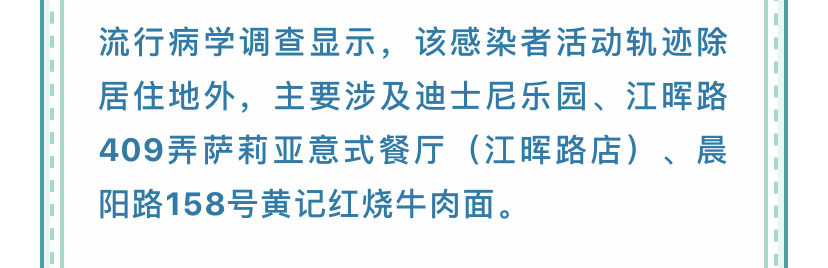 流行病学调查显示，该感染者活动轨迹除
居住地外，主要涉及迪士尼乐园、江晖路
409弄萨莉亚意式餐厅（江晖路店）、晨
阳路158号黄记红烧牛肉面。